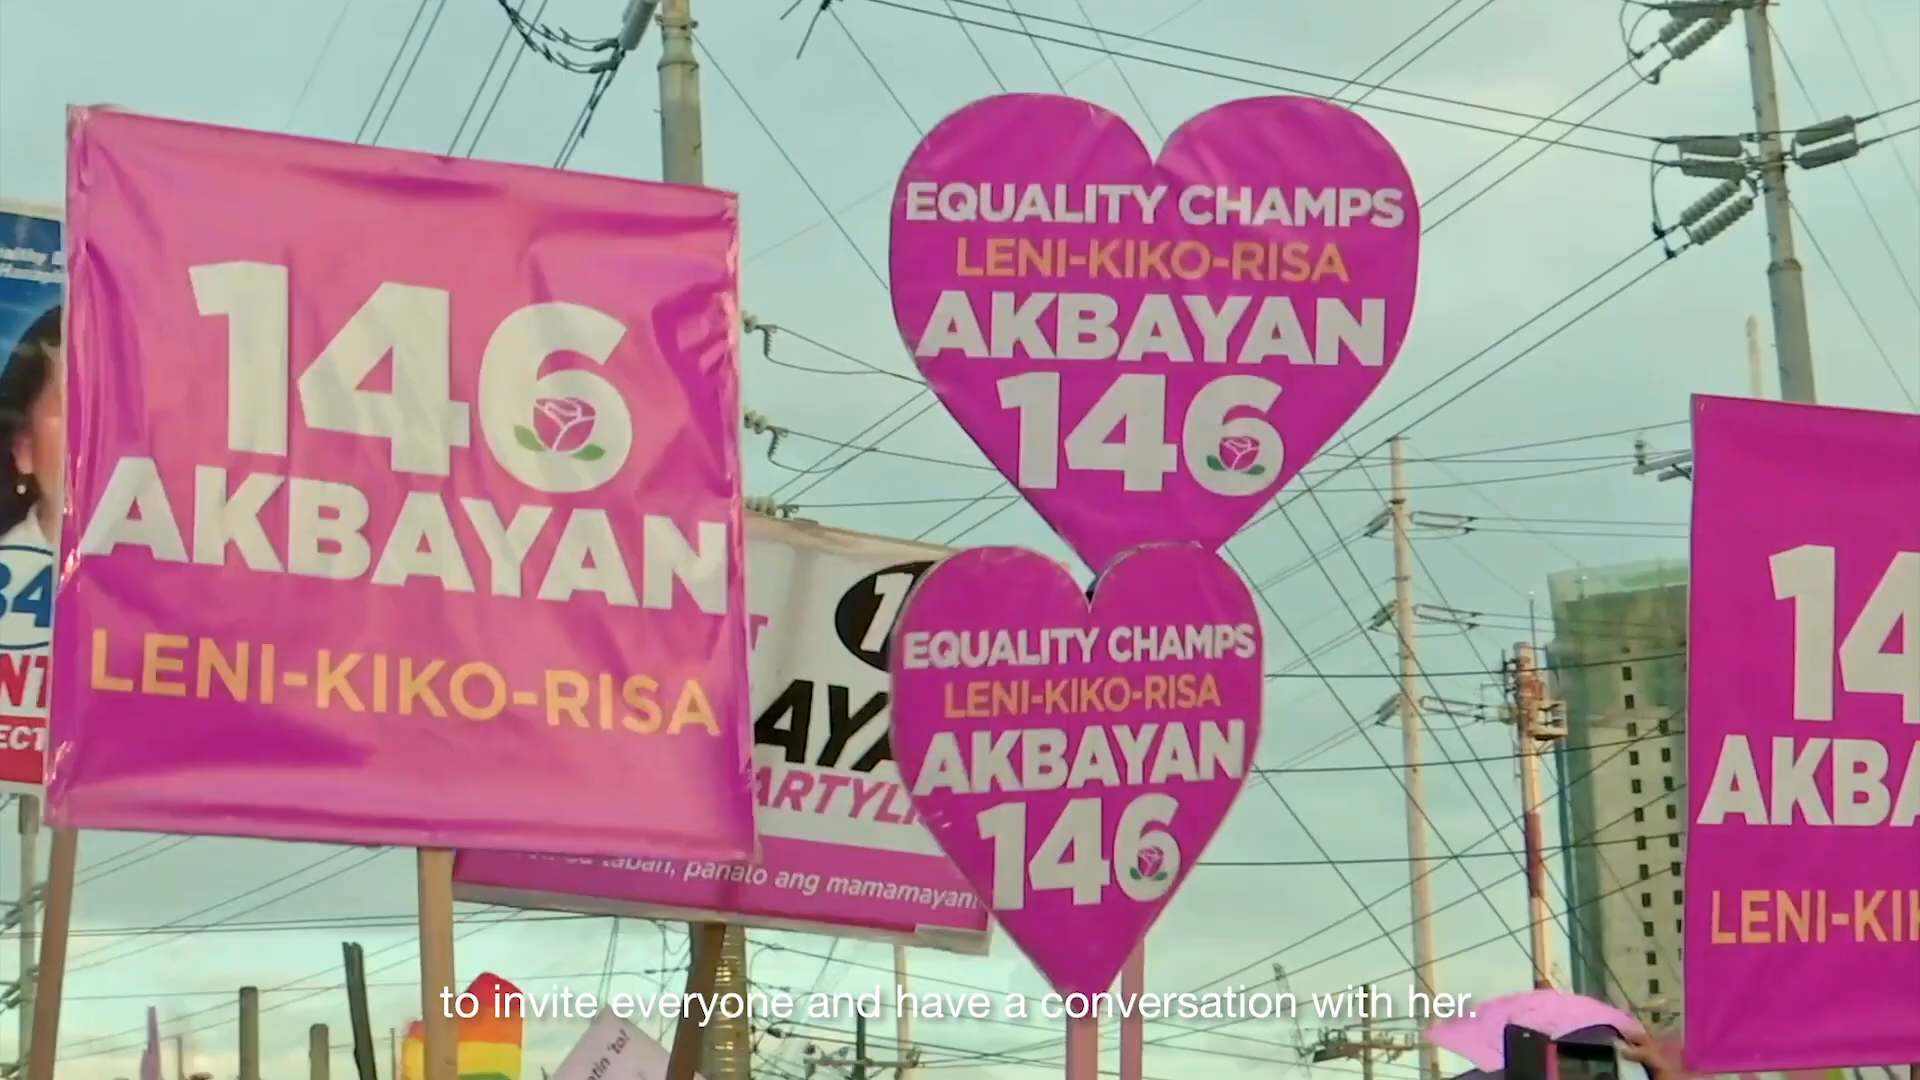 146
AKBAYAN
LENI-KIKO-RISA
EQUALITY CHAMPS
LENI-KIKO-RISA
AKBAYAN
146
EQUALITY CHAMPS
LENI-KIKO-RISA
AKBAYAN
146
panalo ang mamamayan!
14
AKBA
LENI-KI
to invite everyone and have a conversation with her.